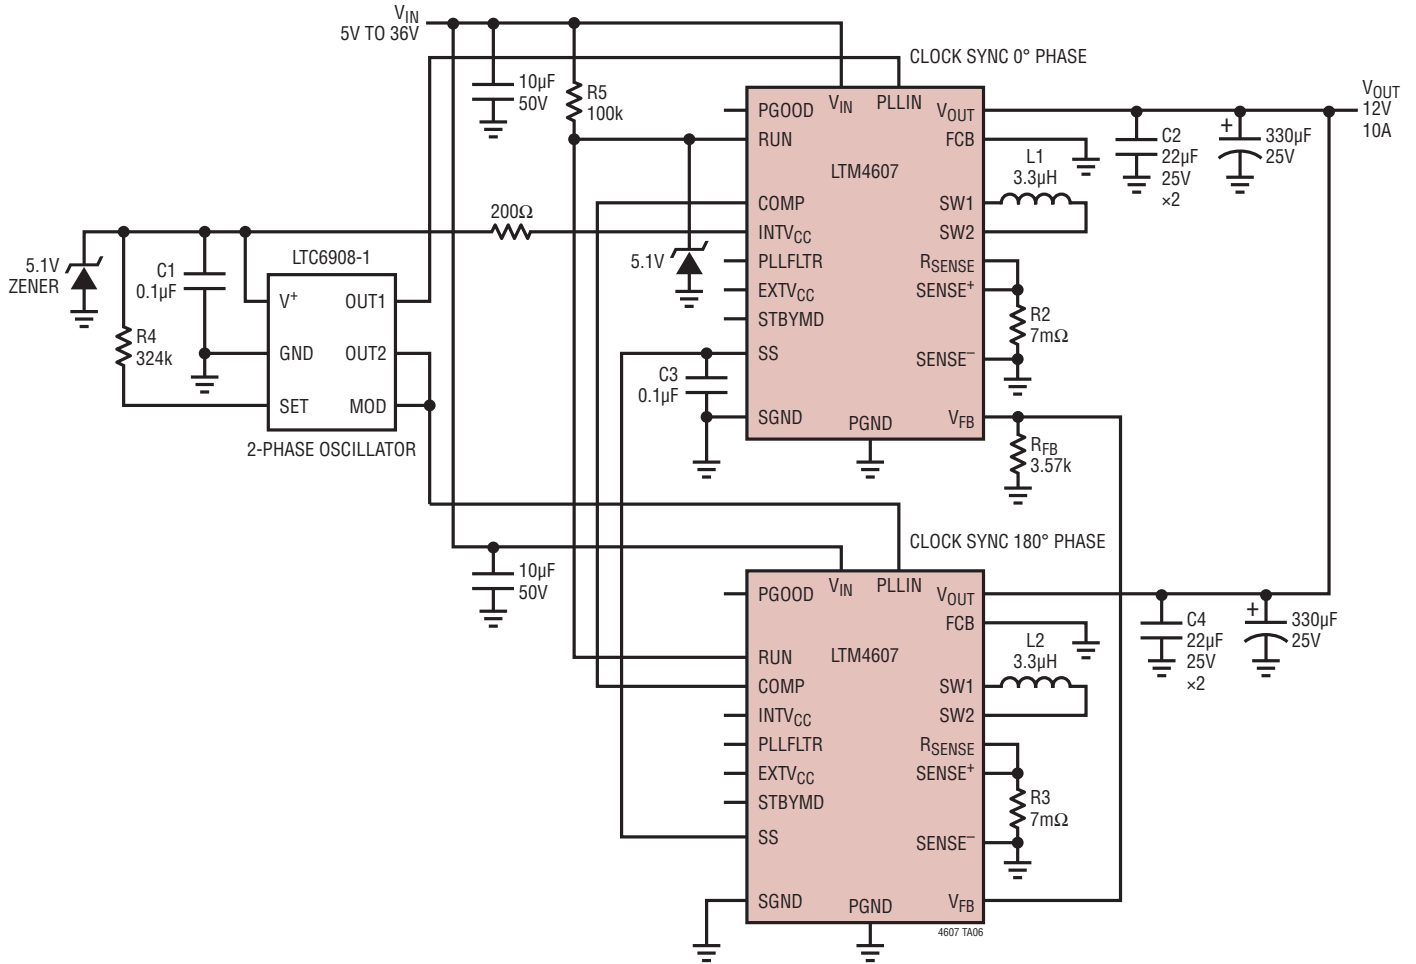 VIN
5V TO 36V
10µF
50V
R5
100k
CLOCK SYNC 0° PHASE
PGOOD
VIN
PLLIN
VOUT
RUN
FCB
LTM4607
COMP
SW1
INTVCC
SW2
PLLFLTR
RSENSE
EXTVCC
SENSE+
STBYMD
SS
SENSE–
SGND
PGND
VFB
L1
3.3µH
C2
22µF
25V
×2
+
330µF
25V
VOUT
12V
10A
200Ω
5.1V
ZENER
C1
0.1µF
R4
324k
LTC6908-1
V+
OUT1
GND
OUT2
SET
MOD
2-PHASE OSCILLATOR
5.1V
C3
0.1µF
R2
7mΩ
RFB
3.57k
10µF
50V
CLOCK SYNC 180° PHASE
PGOOD
VIN
PLLIN
VOUT
FCB
RUN
LTM4607
COMP
SW1
INTVCC
SW2
PLLFLTR
RSENSE
EXTVCC
SENSE+
STBYMD
SS
SENSE–
SGND
PGND
VFB
L2
3.3µH
C4
22µF
25V
×2
+
330µF
25V
R3
7mΩ
4607 TA06